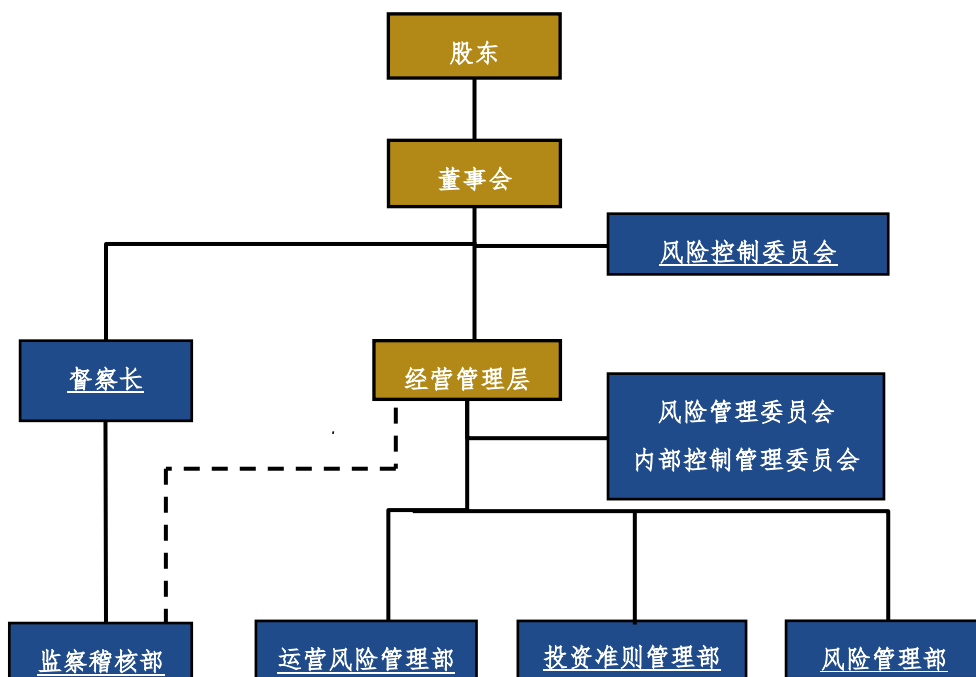 股东
董事会
风险控制委员会
督察长
经营管理层
风险管理委员会
内部控制管理委员会
监察稽核部
运营风险管理部
投资准则管理部
风险管理部